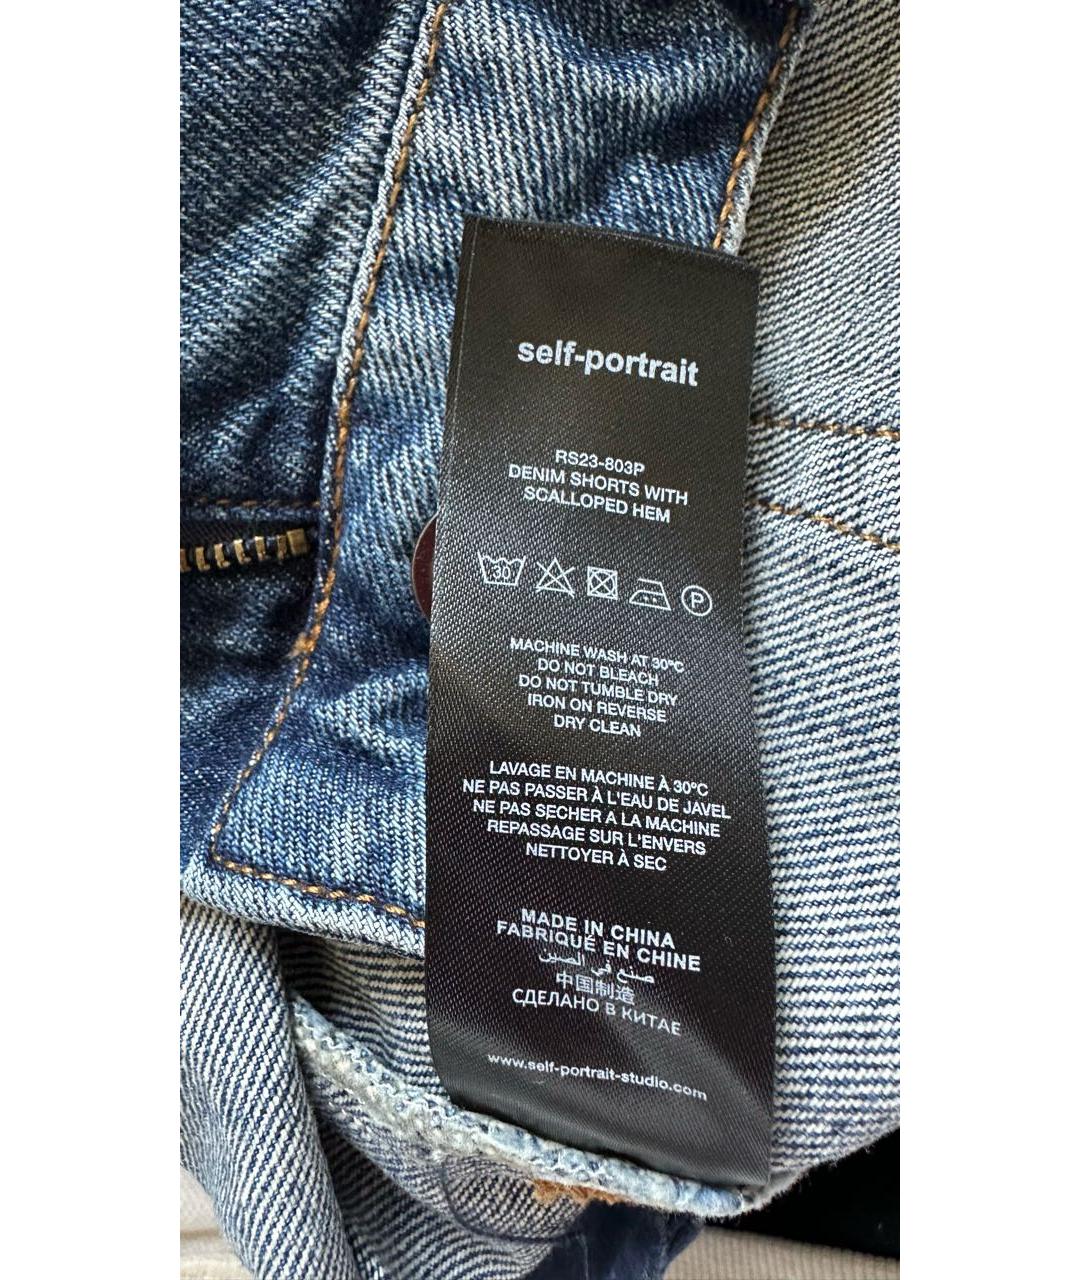 self-portrait
RS23-803P
DENIM SHORTS WITH
SCALLOPED HEM
30
P
MACHINE WASH AT 30°C
DO NOT BLEACH
DO NOT TUMBLE DRY
IRON ON REVERSE
DRY CLEAN
LAVAGE EN MACHINE À 30°C
NE PAS PASSER À L'EAU DE JAVEL
NE PAS SECHER A LA MACHINE
REPASSAGE SUR L'ENVERS
NETTOYER À SEC
MADE IN CHINA
FABRIQUÉ EN CHINE
صنع في الصين
中国制造
СДЕЛАНО В КИТАЕ
www.self-portrait-studio.com